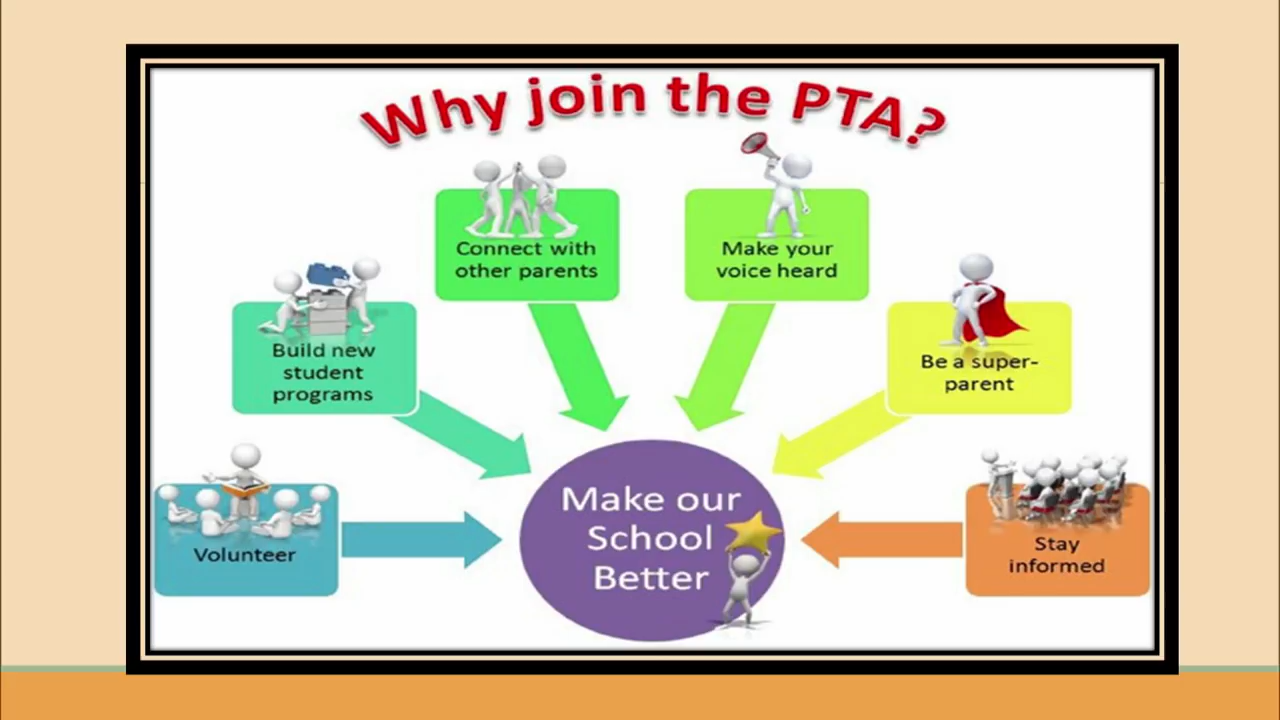 Why join the PTA?
Connect with
other parents
Make your
voice heard
Build new
student
programs
Be a super-
parent
Volunteer
Make our
School
Better
Stay
informed